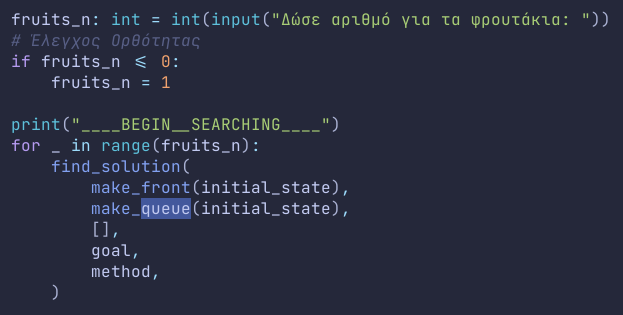 fruits_n: int = int(input("Δώσε αριθμό για τα φρουτάκια: "))
# Έλεγχος Ορθότητας
if fruits_n <= 0:
    fruits_n = 1
print("____BEGIN__SEARCHING____")
for _ in range(fruits_n):
    find_solution(
        make_front(initial_state),
        make_queue(initial_state),
        [],
        goal,
        method,
    )